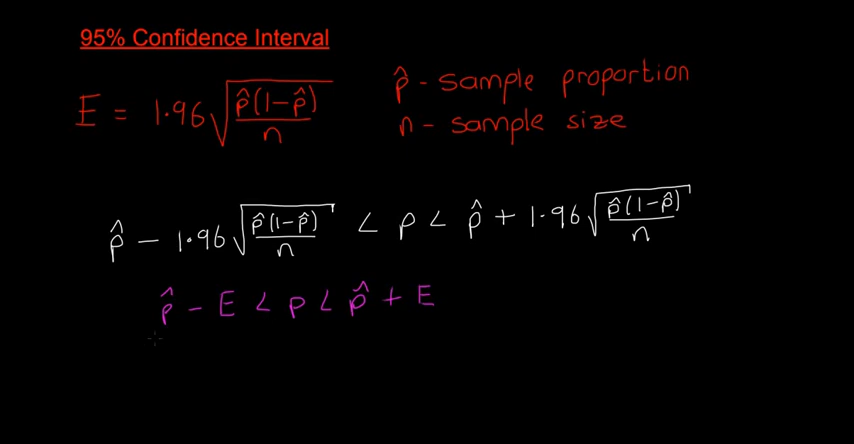 95% Confidence Interval
E = 1.96 √(p̂(1-p̂)/n)
p̂ - sample proportion
n - sample size
p̂ - 1.96 √(p̂(1-p̂)/n) < p < p̂ + 1.96 √(p̂(1-p̂)/n)
p̂ - E < p < p̂ + E